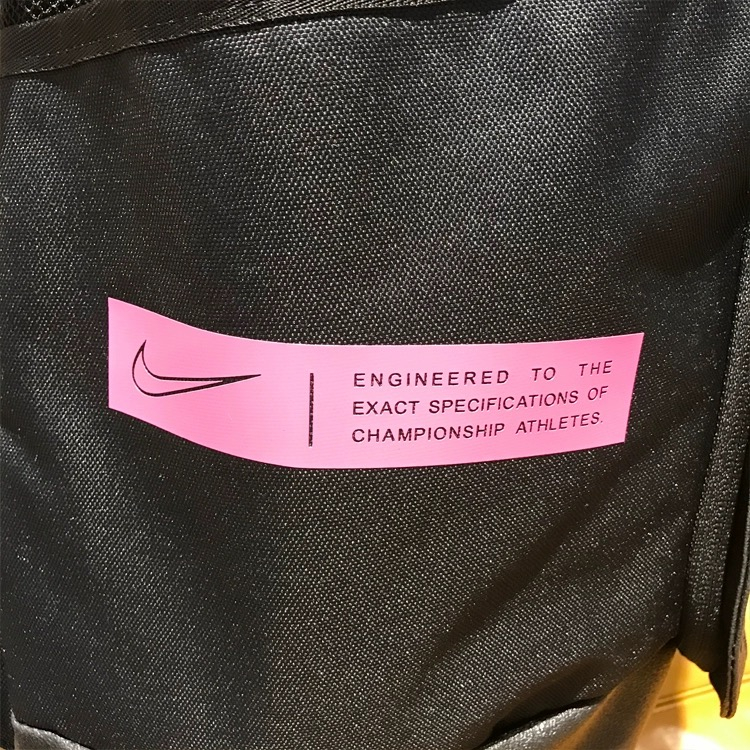 ENGINEERED TO THE
EXACT SPECIFICATIONS OF
CHAMPIONSHIP ATHLETES.